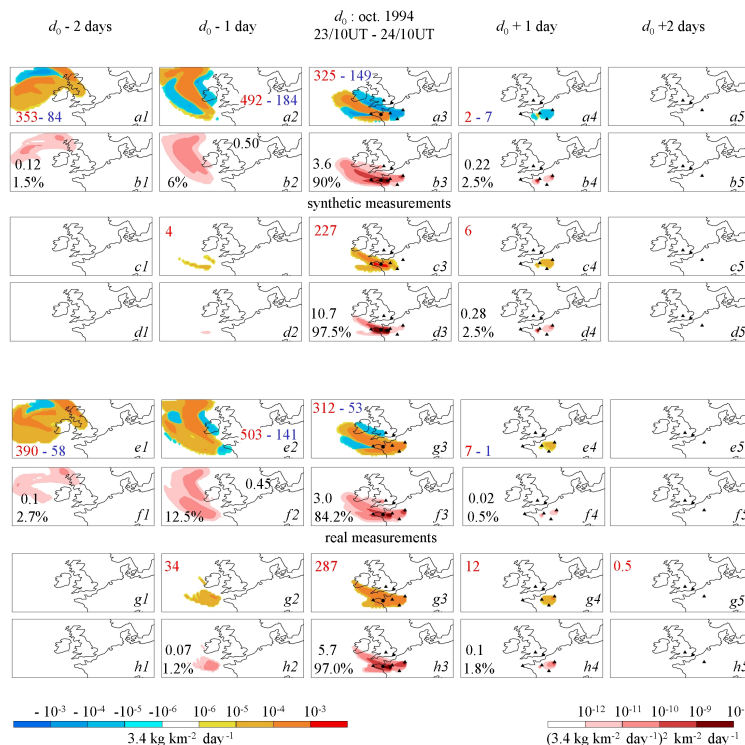 d0 - 2 days
d0 - 1 day
d0 : oct. 1994
23/10UT - 24/10UT
d0 + 1 day
d0 +2 days
353 - 84 a1
492 - 184 a2
325 - 149 a3
2 - 7 a4
a5
0.12
1.5% b1
0.50
6% b2
3.6
90% b3
0.22
2.5% b4
b5
synthetic measurements
c1
4 c2
227 c3
6 c4
c5
d1
d2
10.7
97.5% d3
0.28
2.5% d4
d5
390 - 58 e1
503 - 141 e2
312 - 53 g3
7 - 1 e4
e5
0.1
2.7% f1
0.45
12.5% f2
3.0
84.2% f3
0.02
0.5% f4
f5
real measurements
g1
34 g2
287 g3
12 g4
0.5 g5
h1
0.07
1.2% h2
5.7
97.0% h3
0.1
1.8% h4
h5
- 10⁻³ - 10⁻⁴ - 10⁻⁵ - 10⁻⁶ 10⁻⁶ 10⁻⁵ 10⁻⁴ 10⁻³
3.4 kg km⁻² day⁻¹
10⁻¹² 10⁻¹¹ 10⁻¹⁰ 10⁻⁹ 10⁻
(3.4 kg km⁻² day⁻¹)² km⁻² day⁻¹